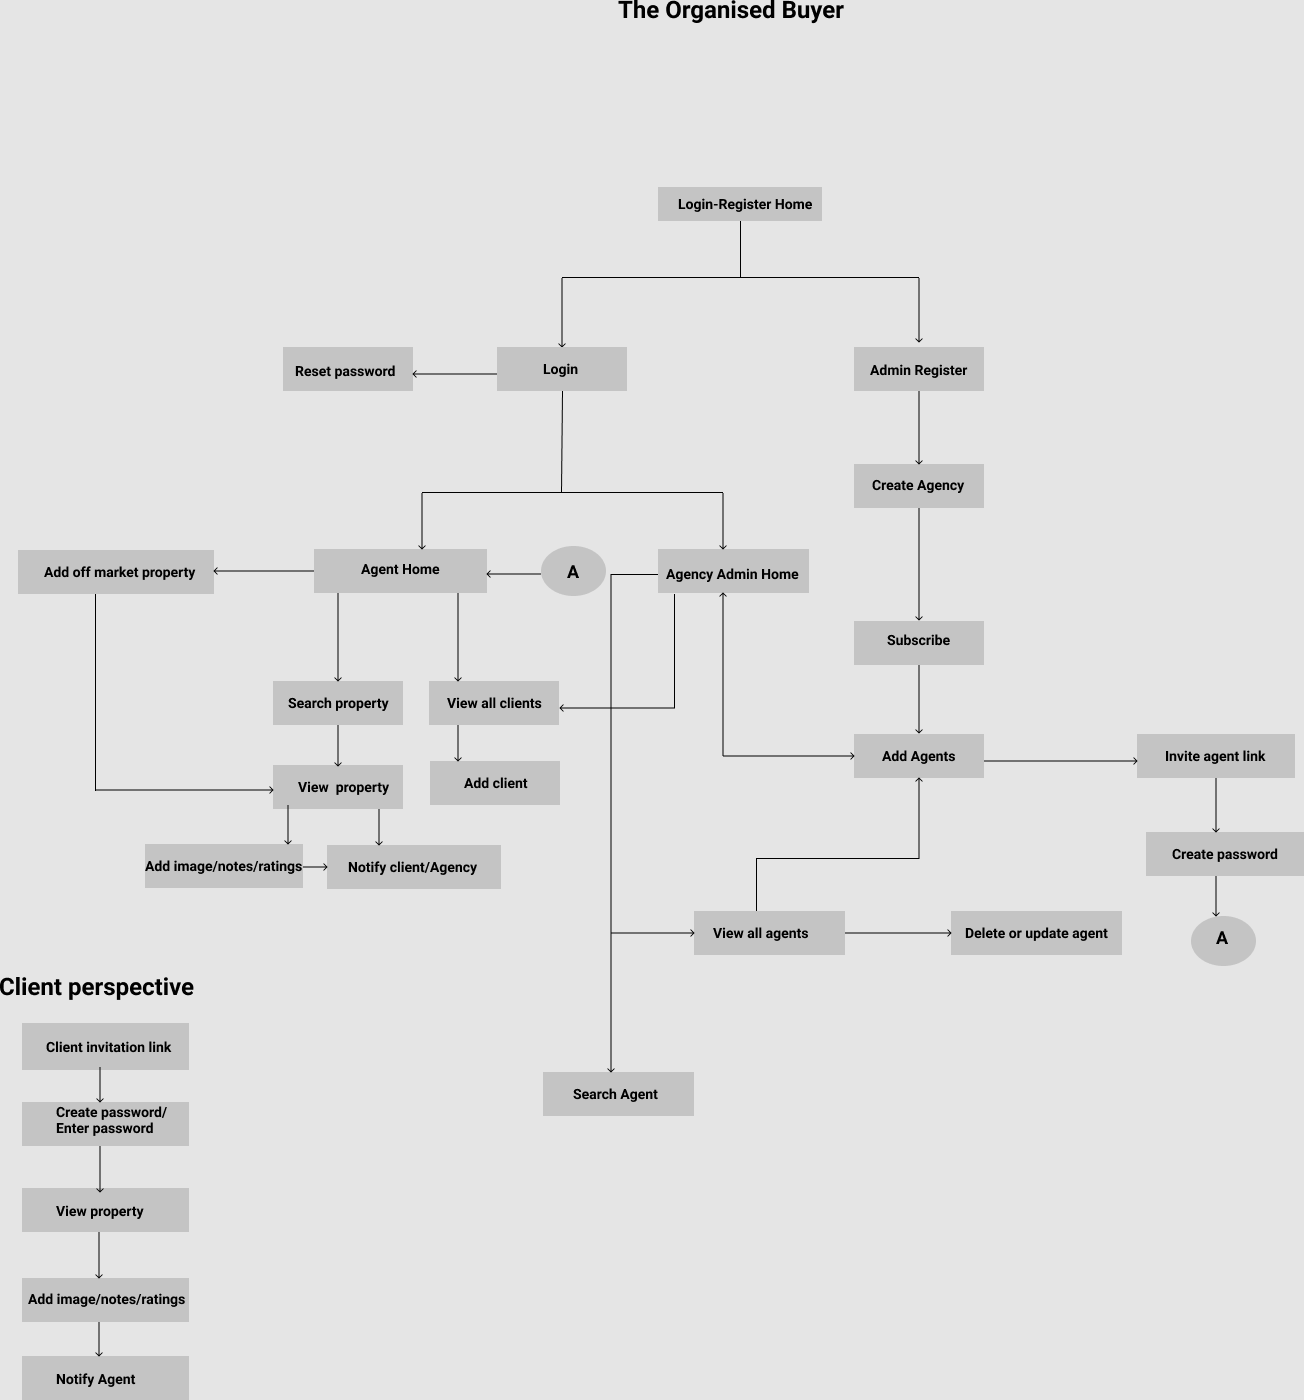 The Organised Buyer
Login-Register Home
Reset password
Login
Admin Register
Create Agency
Add off market property
Agent Home
A
Agency Admin Home
Subscribe
Search property
View all clients
Add Agents
Invite agent link
View  property
Add client
Add image/notes/ratings
Notify client/Agency
Create password
View all agents
Delete or update agent
A
Client perspective
Client invitation link
Search Agent
Create password/
Enter password
View property
Add image/notes/ratings
Notify Agent